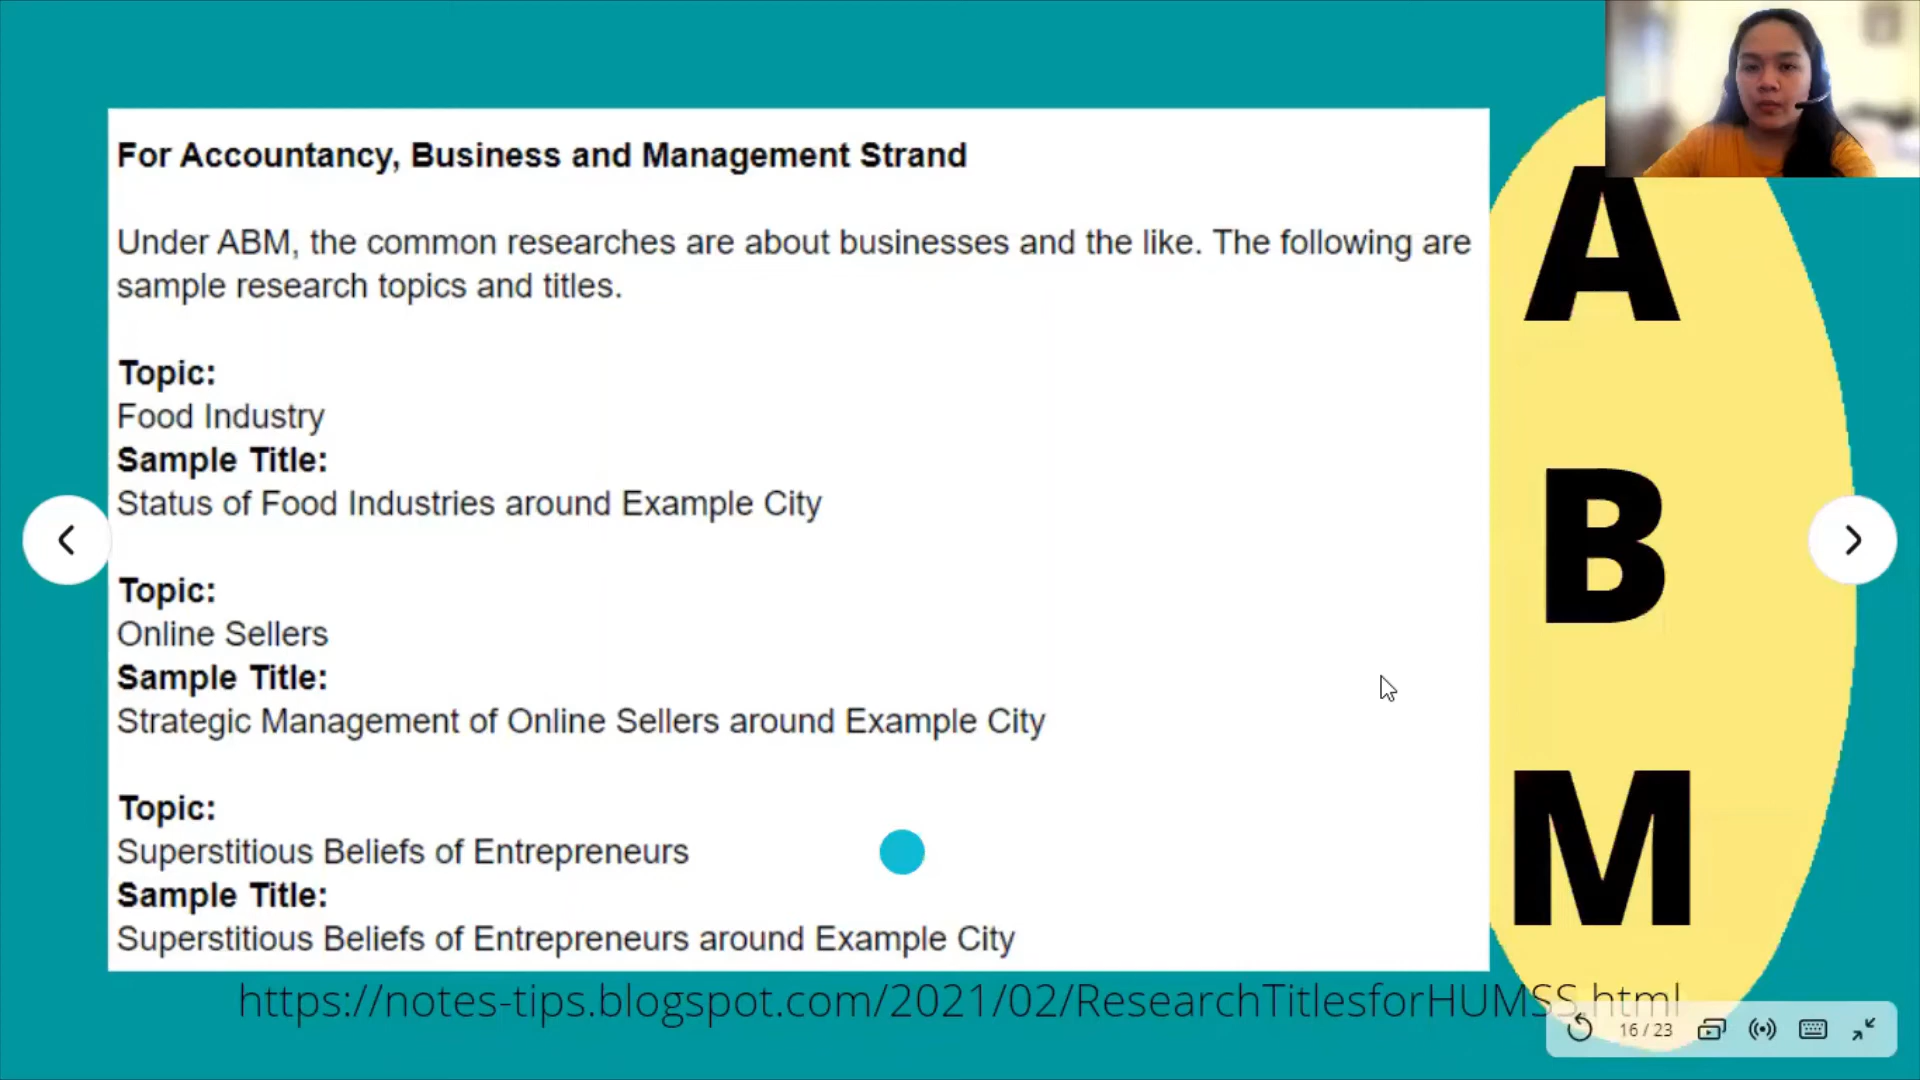 For Accountancy, Business and Management Strand
Under ABM, the common researches are about businesses and the like. The following are
sample research topics and titles.
Topic:
Food Industry
Sample Title:
Status of Food Industries around Example City
Topic:
Online Sellers
Sample Title:
Strategic Management of Online Sellers around Example City
Topic:
Superstitious Beliefs of Entrepreneurs
Sample Title:
Superstitious Beliefs of Entrepreneurs around Example City
A
B
M
https://notes-tips.blogspot.com/2021/02/ResearchTitlesforHUMSS.html
16 / 23